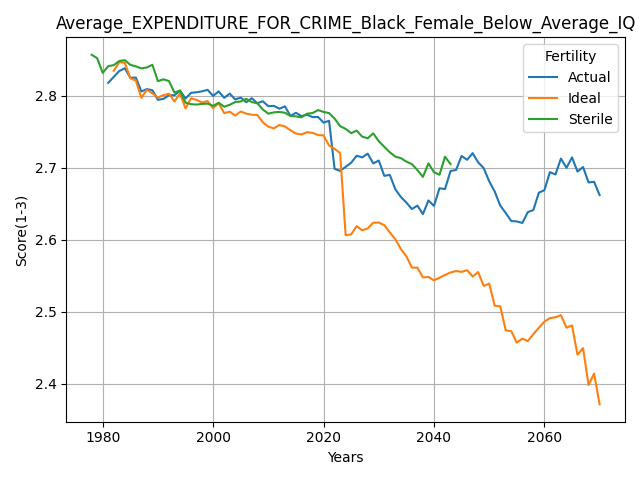 Average_EXPENDITURE_FOR_CRIME_Black_Female_Below_Average_IQ
Fertility
Actual
Ideal
Sterile
Score(1-3)
2.8
2.7
2.6
2.5
2.4
1980
2000
2020
2040
2060
Years